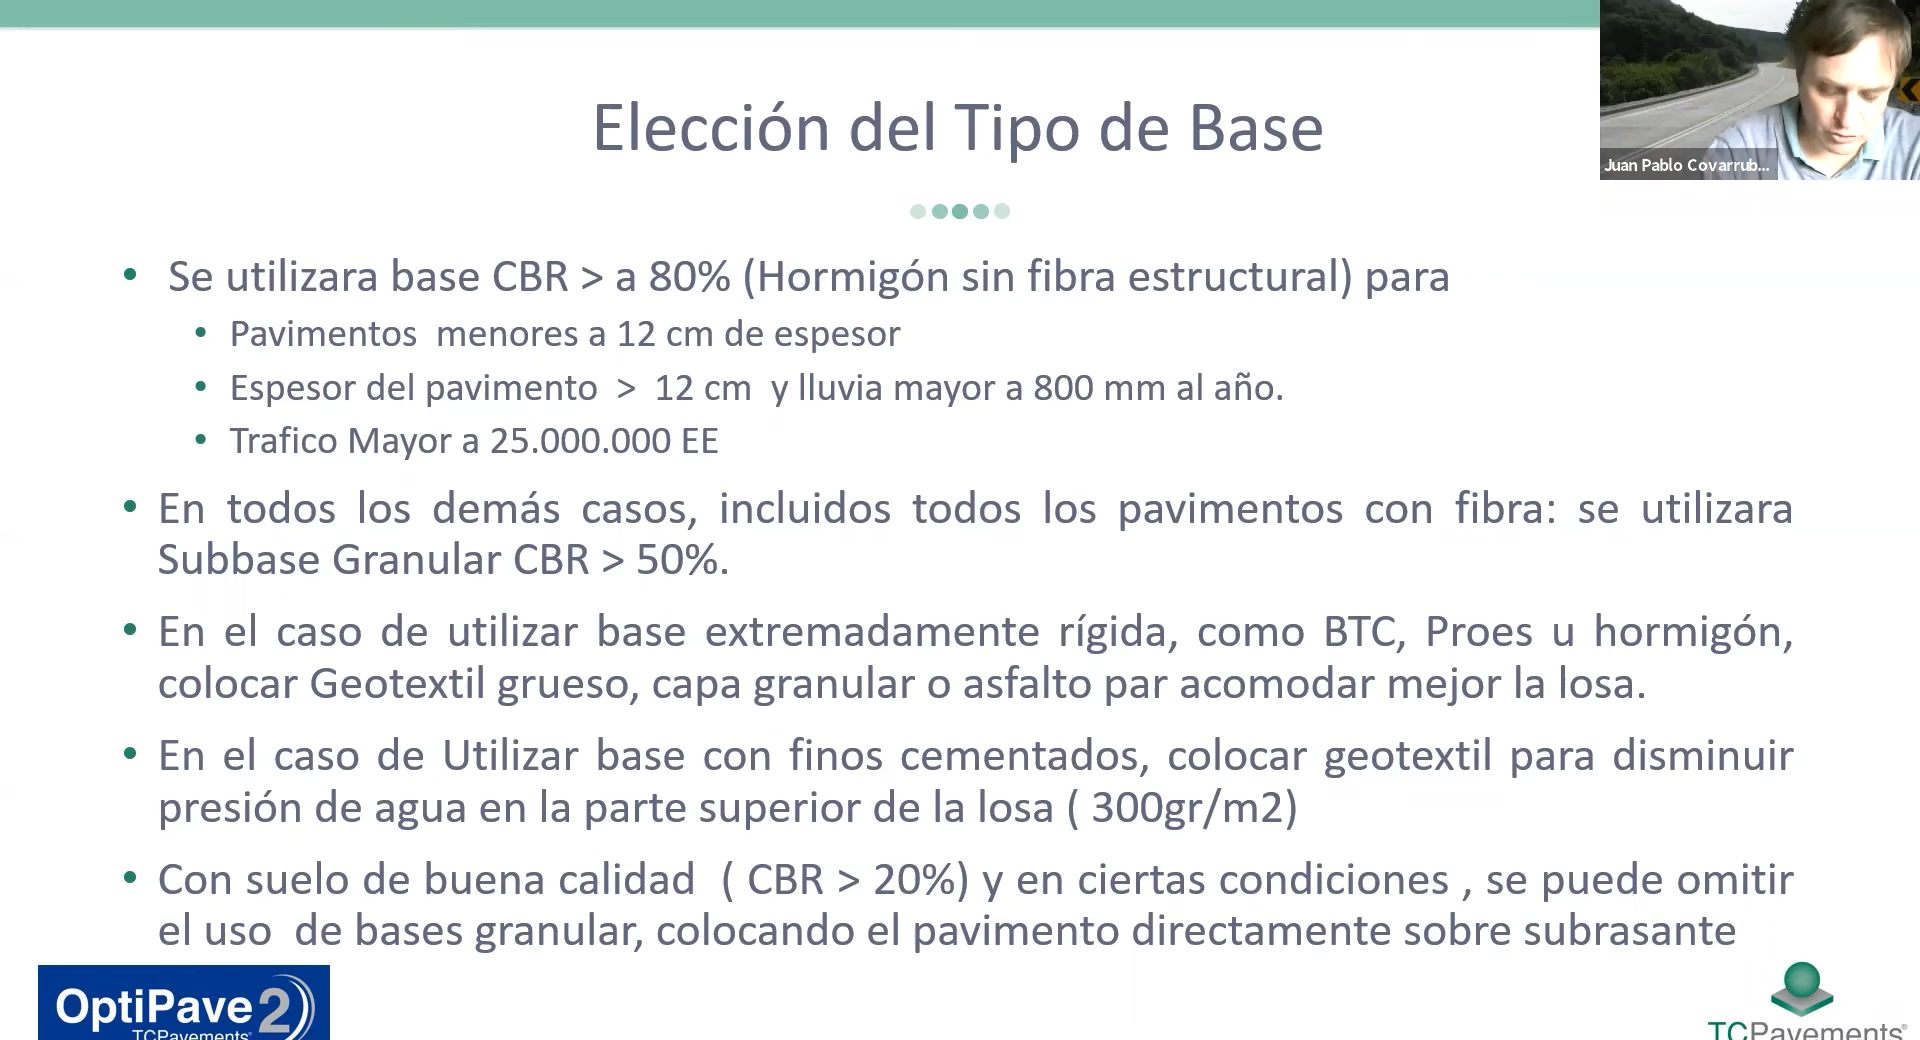 Elección del Tipo de Base
Juan Pablo Covarrub...
• Se utilizara base CBR > a 80% (Hormigón sin fibra estructural) para
• Pavimentos menores a 12 cm de espesor
• Espesor del pavimento > 12 cm y lluvia mayor a 800 mm al año.
• Trafico Mayor a 25.000.000 EE
• En todos los demás casos, incluidos todos los pavimentos con fibra: se utilizara
Subbase Granular CBR > 50%.
• En el caso de utilizar base extremadamente rígida, como BTC, Proes u hormigón,
colocar Geotextil grueso, capa granular o asfalto par acomodar mejor la losa.
• En el caso de Utilizar base con finos cementados, colocar geotextil para disminuir
presión de agua en la parte superior de la losa ( 300gr/m2)
• Con suelo de buena calidad ( CBR > 20%) y en ciertas condiciones , se puede omitir
el uso de bases granular, colocando el pavimento directamente sobre subrasante
OptiPave2
TCPavements®
TCPavements®